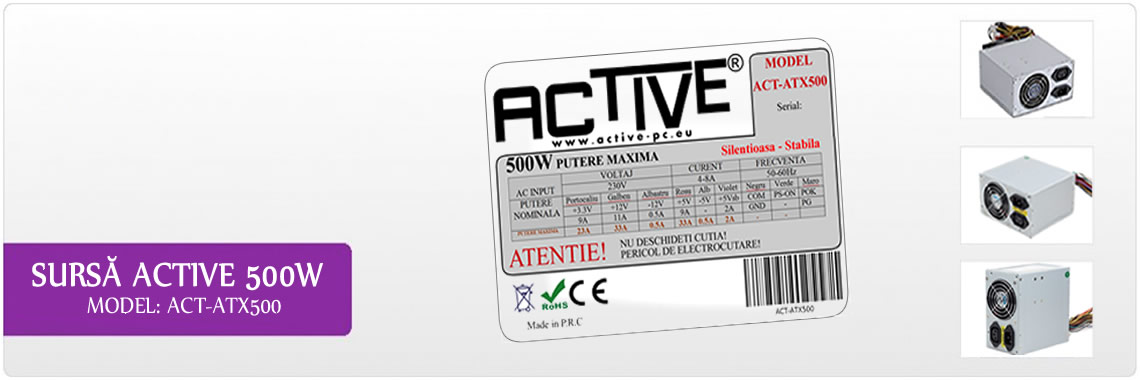 SURSĂ ACTIVE 500W
MODEL: ACT-ATX500
ACTIVE®
www.active-pc.eu
MODEL
ACT-ATX500
Serial:
500W PUTERE MAXIMA
Silentioasa - Stabila
VOLTAJ CURENT FRECVENTA
AC INPUT 230V 4-8A 50-60Hz
PUTERE NOMINALA
Portocaliu Galben Albastru Rosu Alb Violet Negru Verde Maro
+3.3V +12V -12V +5V -5V +5Vsb COM PS-ON POK
9A 11A 0.5A 9A - 2A GND - PG
PUTERE MAXIMA 23A 33A 0.5A 33A 0.5A 2A - -
ATENTIE!
NU DESCHIDETI CUTIA!
PERICOL DE ELECTROCUTARE!
RoHS
CE
Made in P.R.C
ACT-ATX500